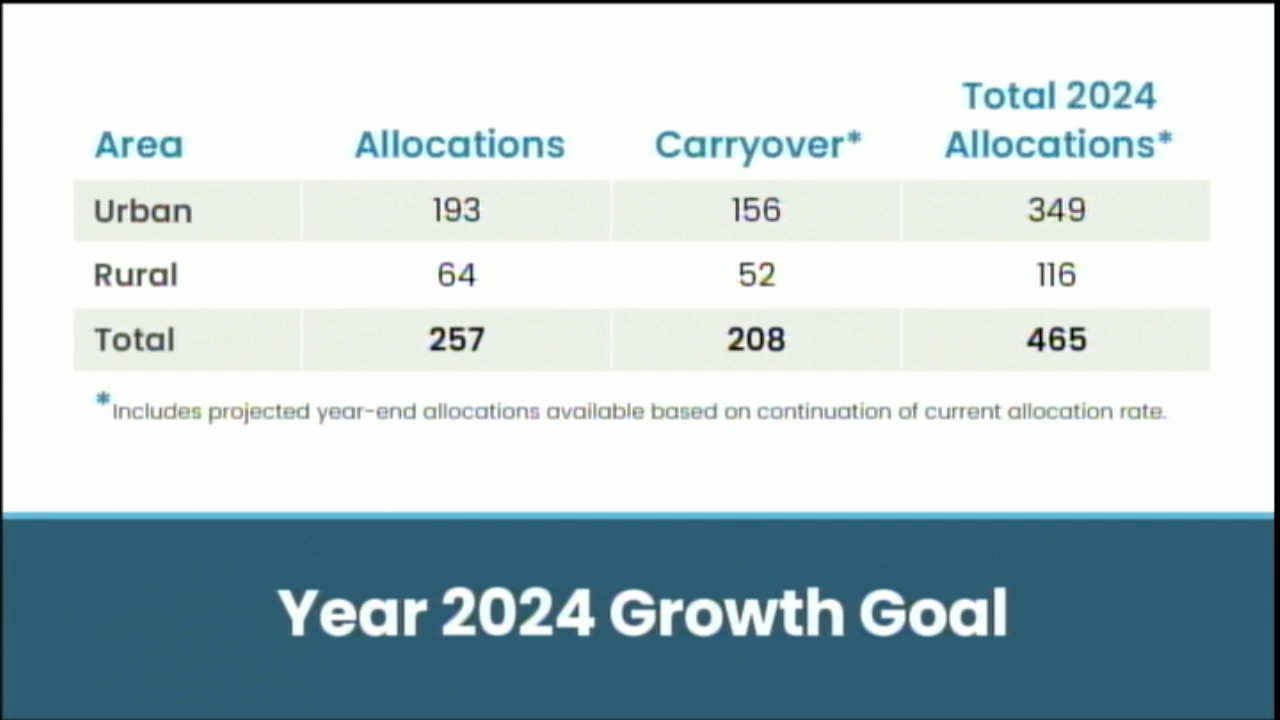 Total 2024
Area Allocations Carryover* Allocations*
Urban 193 156 349
Rural 64 52 116
Total 257 208 465
*Includes projected year-end allocations available based on continuation of current allocation rate.
Year 2024 Growth Goal